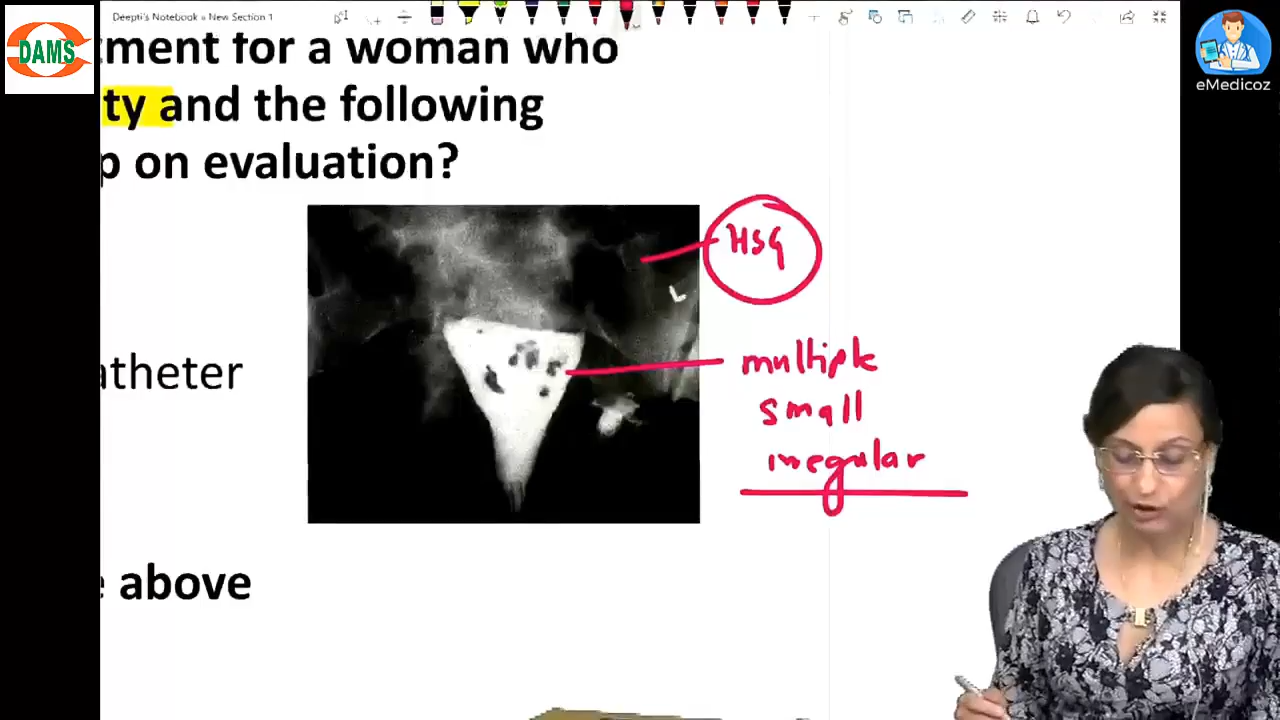 Deepti's Notebook » New Section 1
DAMS
eMedicoz
tment for a woman who
ty and the following
p on evaluation?
HSG
L
multiple
small
irregular
atheter
e above